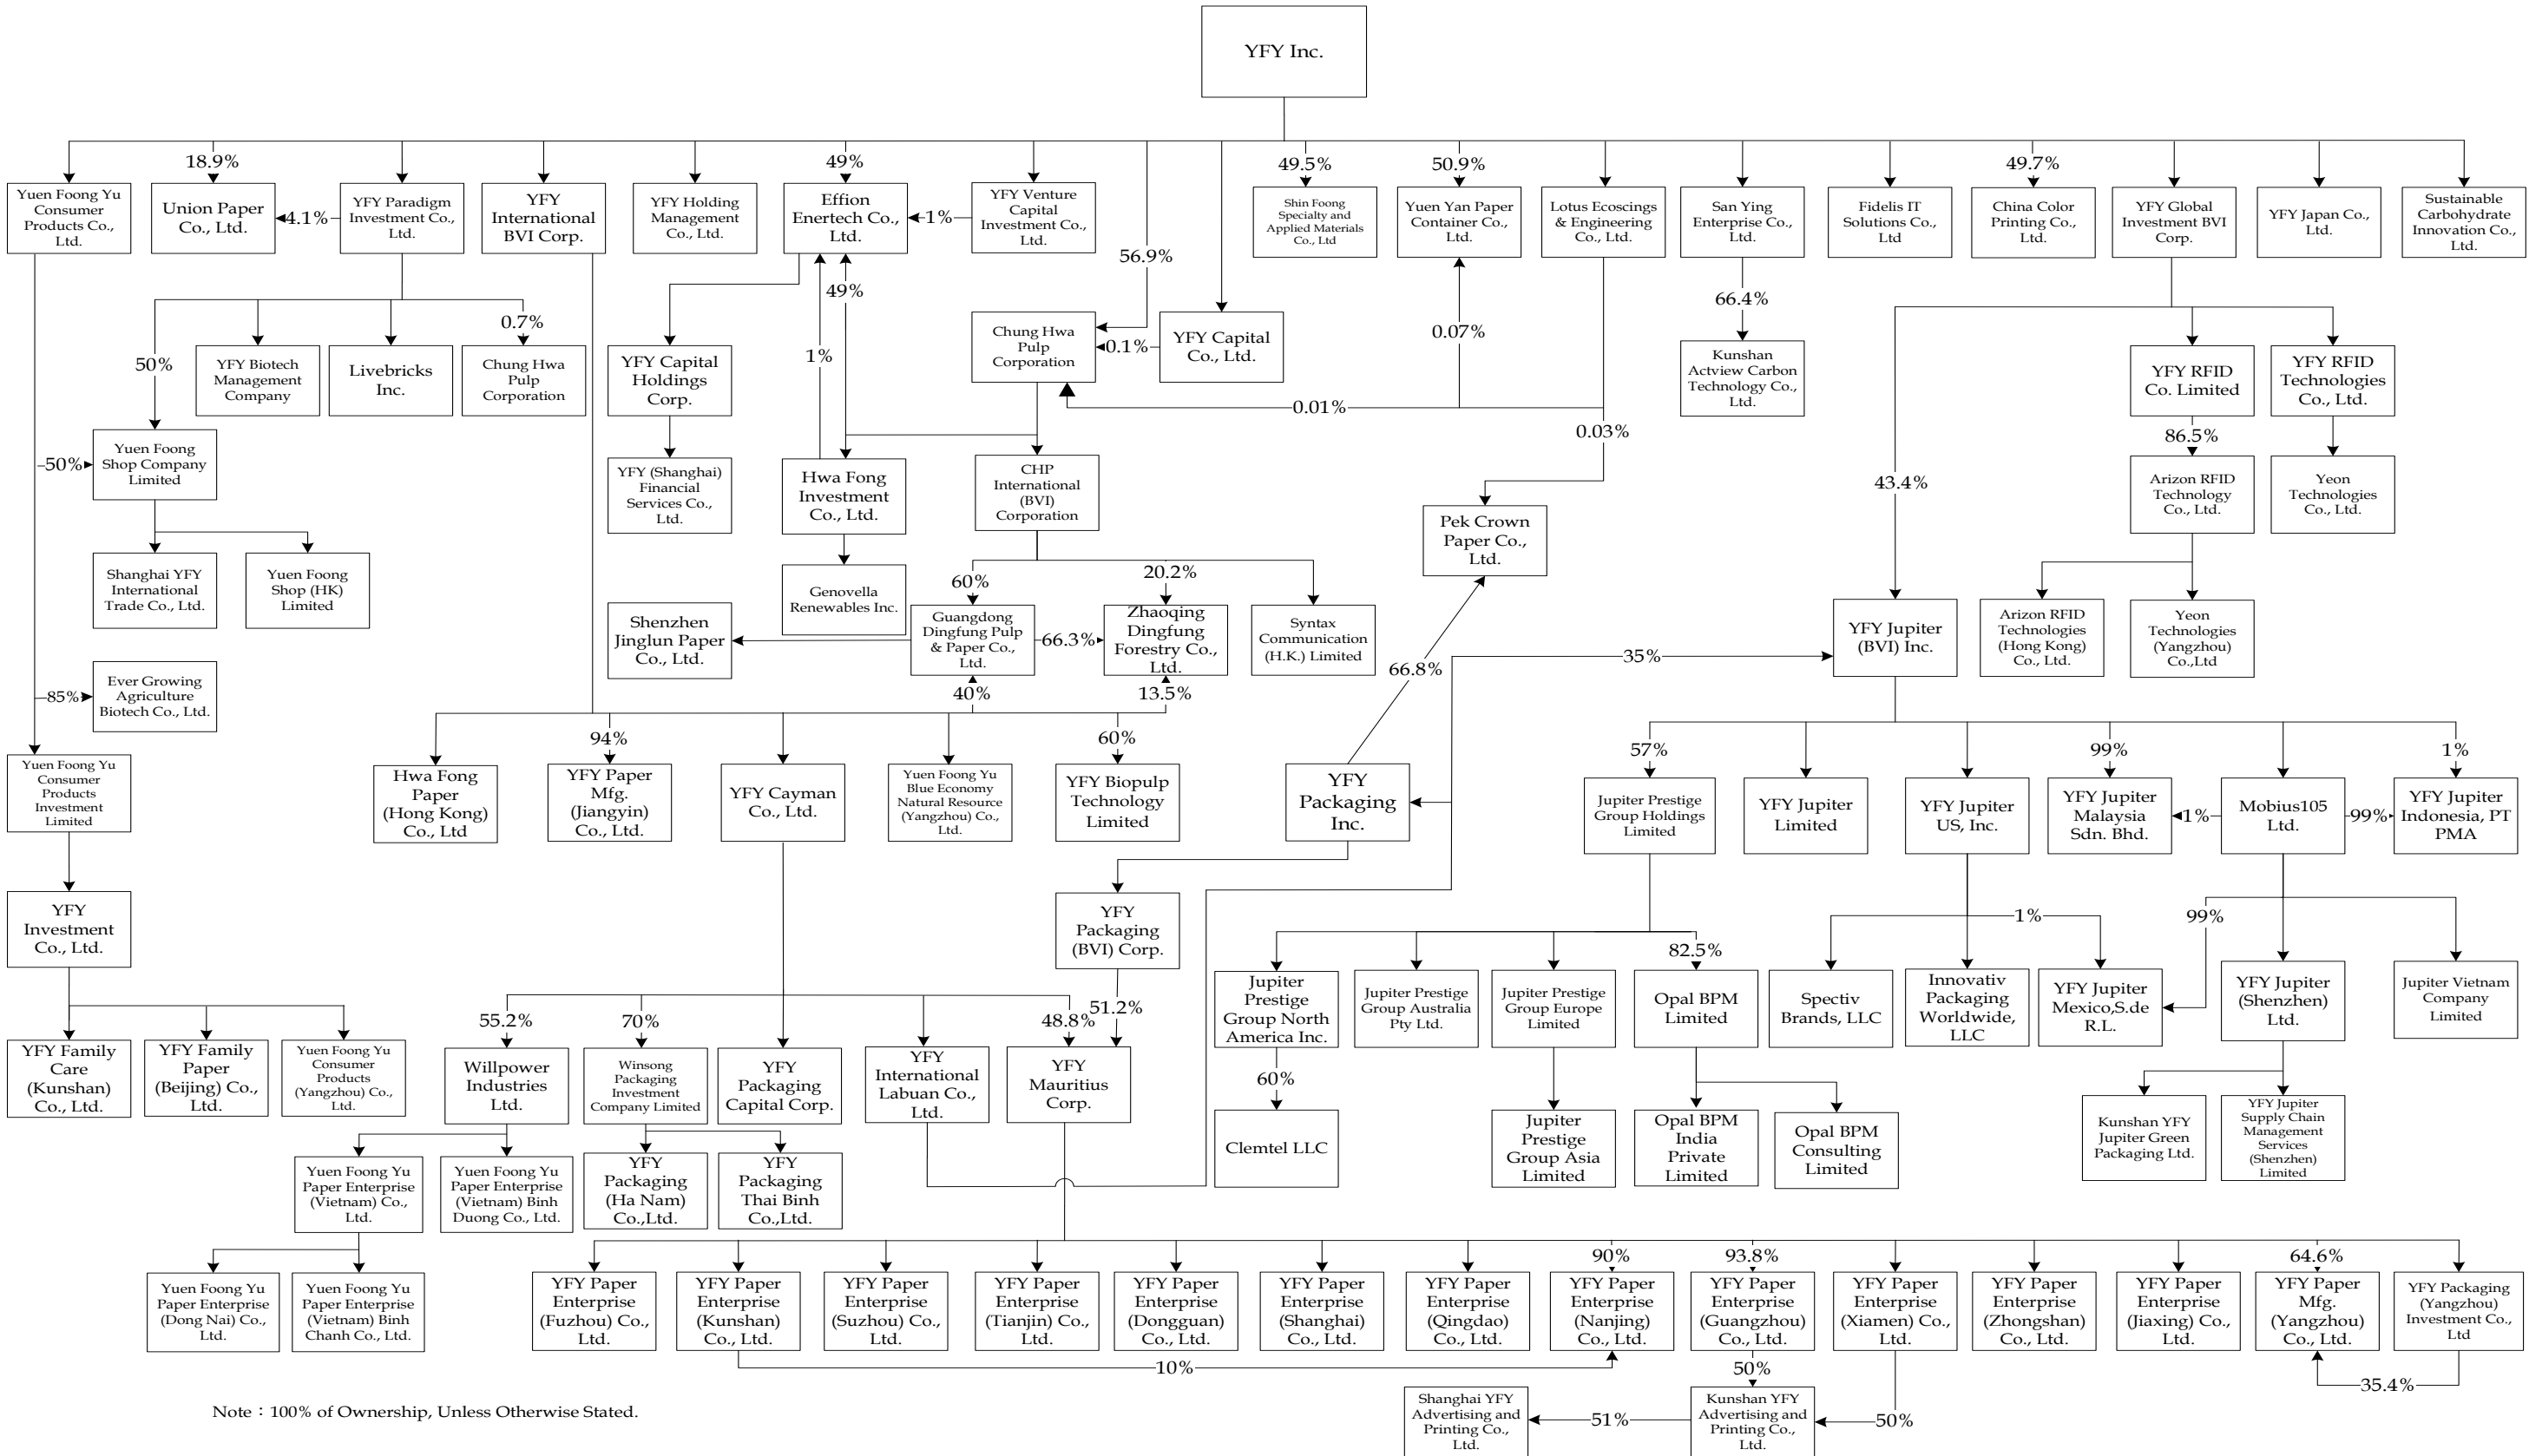 YFY Inc.
18.9%
49%
49.5%
50.9%
49.7%
Yuen Foong Yu
Consumer
Products Co.,
Ltd.
Union Paper
Co., Ltd.
4.1%
YFY Paradigm
Investment Co.,
Ltd.
YFY
International
BVI Corp.
YFY Holding
Management
Co., Ltd.
Effion
Enertech Co.,
Ltd.
1%
YFY Venture
Capital
Investment Co.,
Ltd.
Shin Foong
Specialty and
Applied Materials
Co., Ltd
Yuen Yan Paper
Container Co.,
Ltd.
Lotus Ecoscings
& Engineering
Co., Ltd.
San Ying
Enterprise Co.,
Ltd.
Fidelis IT
Solutions Co.,
Ltd
China Color
Printing Co.,
Ltd.
YFY Global
Investment BVI
Corp.
YFY Japan Co.,
Ltd.
Sustainable
Carbohydrate
Innovation Co.,
Ltd.
56.9%
49%
66.4%
0.7%
50%
1%
0.1%
0.07%
YFY Biotech
Management
Company
Livebricks
Inc.
Chung Hwa
Pulp
Corporation
YFY Capital
Holdings
Corp.
Chung Hwa
Pulp
Corporation
YFY Capital
Co., Ltd.
Kunshan
Actview Carbon
Technology Co.,
Ltd.
YFY RFID
Co. Limited
YFY RFID
Technologies
Co., Ltd.
0.01%
0.03%
86.5%
50%
Yuen Foong
Shop Company
Limited
YFY (Shanghai)
Financial
Services Co.,
Ltd.
Hwa Fong
Investment
Co., Ltd.
CHP
International
(BVI)
Corporation
43.4%
Arizon RFID
Technology
Co., Ltd.
Yeon
Technologies
Co., Ltd.
Pek Crown
Paper Co.,
Ltd.
Shanghai YFY
International
Trade Co., Ltd.
Yuen Foong
Shop (HK)
Limited
Genovella
Renewables Inc.
60%
20.2%
Shenzhen
Jinglun Paper
Co., Ltd.
Guangdong
Dingfung Pulp
& Paper Co.,
Ltd.
66.3%
Zhaoqing
Dingfung
Forestry Co.,
Ltd.
Syntax
Communication
(H.K.) Limited
YFY Jupiter
(BVI) Inc.
Arizon RFID
Technologies
(Hong Kong)
Co., Ltd.
Yeon
Technologies
(Yangzhou)
Co.,Ltd
66.8%
35%
85%
Ever Growing
Agriculture
Biotech Co., Ltd.
40%
13.5%
94%
60%
57%
99%
1%
Yuen Foong Yu
Consumer
Products
Investment
Limited
Hwa Fong
Paper
(Hong Kong)
Co., Ltd
YFY Paper
Mfg.
(Jiangyin)
Co., Ltd.
YFY Cayman
Co., Ltd.
Yuen Foong Yu
Blue Economy
Natural Resource
(Yangzhou) Co.,
Ltd.
YFY Biopulp
Technology
Limited
YFY
Packaging
Inc.
Jupiter Prestige
Group Holdings
Limited
YFY Jupiter
Limited
YFY Jupiter
US, Inc.
YFY Jupiter
Malaysia
Sdn. Bhd.
1%
Mobius105
Ltd.
99%
YFY Jupiter
Indonesia, PT
PMA
YFY
Investment
Co., Ltd.
YFY
Packaging
(BVI) Corp.
1%
99%
82.5%
51.2%
55.2%
70%
48.8%
Jupiter
Prestige
Group North
America Inc.
Jupiter Prestige
Group Australia
Pty Ltd.
Jupiter Prestige
Group Europe
Limited
Opal BPM
Limited
Spectiv
Brands, LLC
Innovativ
Packaging
Worldwide,
LLC
YFY Jupiter
Mexico,S.de
R.L.
YFY Jupiter
(Shenzhen)
Ltd.
Jupiter Vietnam
Company
Limited
YFY Family
Care
(Kunshan)
Co., Ltd.
YFY Family
Paper
(Beijing) Co.,
Ltd.
Yuen Foong Yu
Consumer
Products
(Yangzhou) Co.,
Ltd.
Willpower
Industries
Ltd.
Winsong
Packaging
Investment
Company Limited
YFY
Packaging
Capital Corp.
YFY
International
Labuan Co.,
Ltd.
YFY
Mauritius
Corp.
60%
Clemtel LLC
Jupiter
Prestige
Group Asia
Limited
Opal BPM
India
Private
Limited
Opal BPM
Consulting
Limited
Kunshan YFY
Jupiter Green
Packaging Ltd.
YFY Jupiter
Supply Chain
Management
Services
(Shenzhen)
Limited
Yuen Foong Yu
Paper Enterprise
(Vietnam) Co.,
Ltd.
Yuen Foong Yu
Paper Enterprise
(Vietnam) Binh
Duong Co., Ltd.
YFY
Packaging
(Ha Nam)
Co.,Ltd.
YFY
Packaging
Thai Binh
Co.,Ltd.
90%
93.8%
64.6%
Yuen Foong Yu
Paper Enterprise
(Dong Nai) Co.,
Ltd.
Yuen Foong Yu
Paper Enterprise
(Vietnam) Binh
Chanh Co., Ltd.
YFY Paper
Enterprise
(Fuzhou) Co.,
Ltd.
YFY Paper
Enterprise
(Kunshan)
Co., Ltd.
YFY Paper
Enterprise
(Suzhou) Co.,
Ltd.
YFY Paper
Enterprise
(Tianjin) Co.,
Ltd.
YFY Paper
Enterprise
(Dongguan)
Co., Ltd.
YFY Paper
Enterprise
(Shanghai)
Co., Ltd.
YFY Paper
Enterprise
(Qingdao)
Co., Ltd.
YFY Paper
Enterprise
(Nanjing)
Co., Ltd.
YFY Paper
Enterprise
(Guangzhou)
Co., Ltd.
YFY Paper
Enterprise
(Xiamen) Co.,
Ltd.
YFY Paper
Enterprise
(Zhongshan)
Co., Ltd.
YFY Paper
Enterprise
(Jiaxing) Co.,
Ltd.
YFY Paper
Mfg.
(Yangzhou)
Co., Ltd.
YFY Packaging
(Yangzhou)
Investment Co.,
Ltd
10%
50%
35.4%
Shanghai YFY
Advertising and
Printing Co.,
Ltd.
51%
Kunshan YFY
Advertising and
Printing Co.,
Ltd.
50%
Note：100% of Ownership, Unless Otherwise Stated.